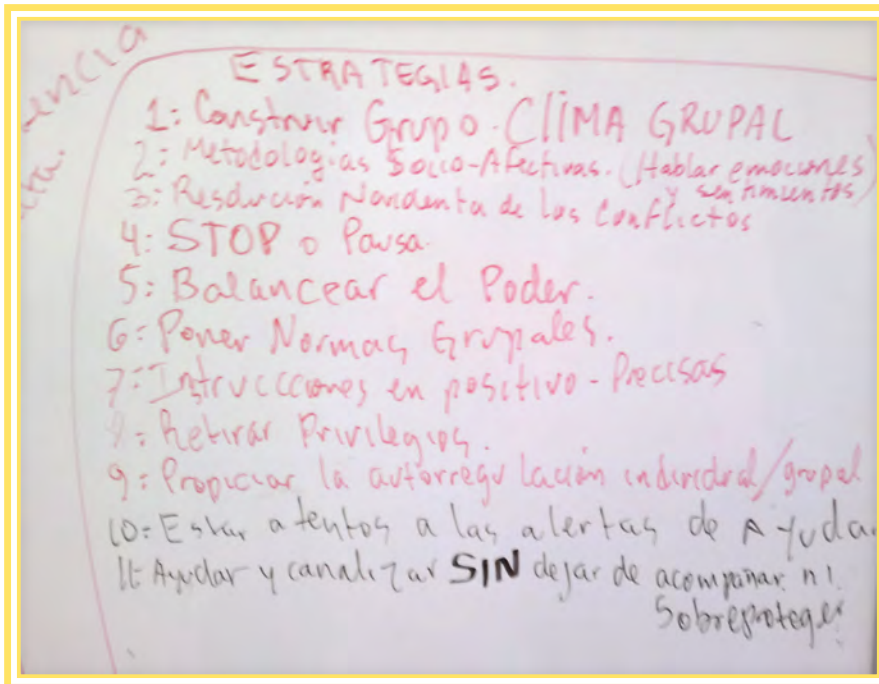 encia
ESTRATEGIAS.
1: Construir Grupo. ClíMA GRUPAL
2: Metodologías Socio-Afectivas. (Hablar emociones
y sentimientos)
3: Resolución Noviolenta de los Conflictos
4: STOP o Pausa.
5: Balancear el Poder.
6: Poner Normas Grupales.
7: Intrucciones en positivo - Precisas
8: Retirar Privilegios.
9: Propiciar la autorregulación individual/grupal
10: Estar atentos a las alertas de Ayuda.
11: Ayudar y canalizar SIN dejar de acompañar ni
Sobreproteger